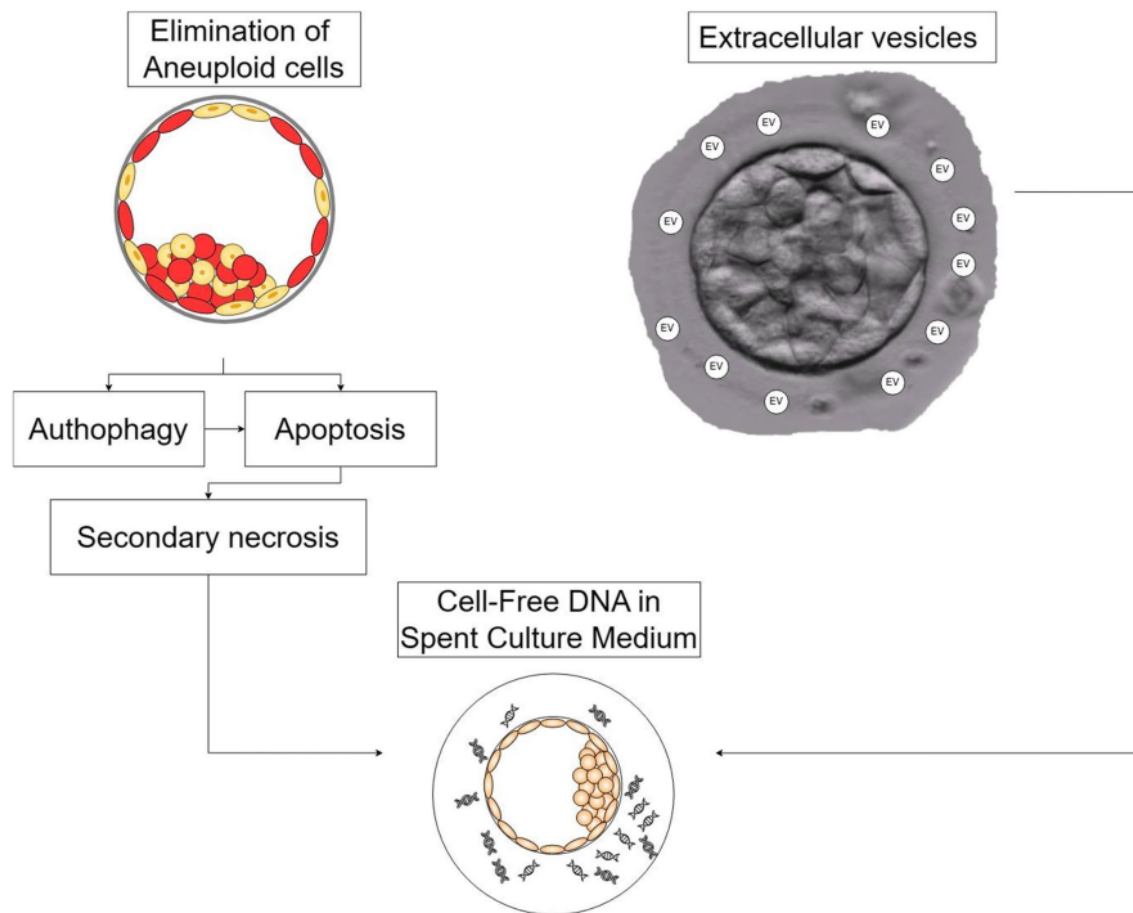 Elimination of
Aneuploid cells
Extracellular vesicles
EV
EV
EV
EV
EV
EV
EV
EV
EV
EV
EV
EV
EV
Authophagy
Apoptosis
Secondary necrosis
Cell-Free DNA in
Spent Culture Medium